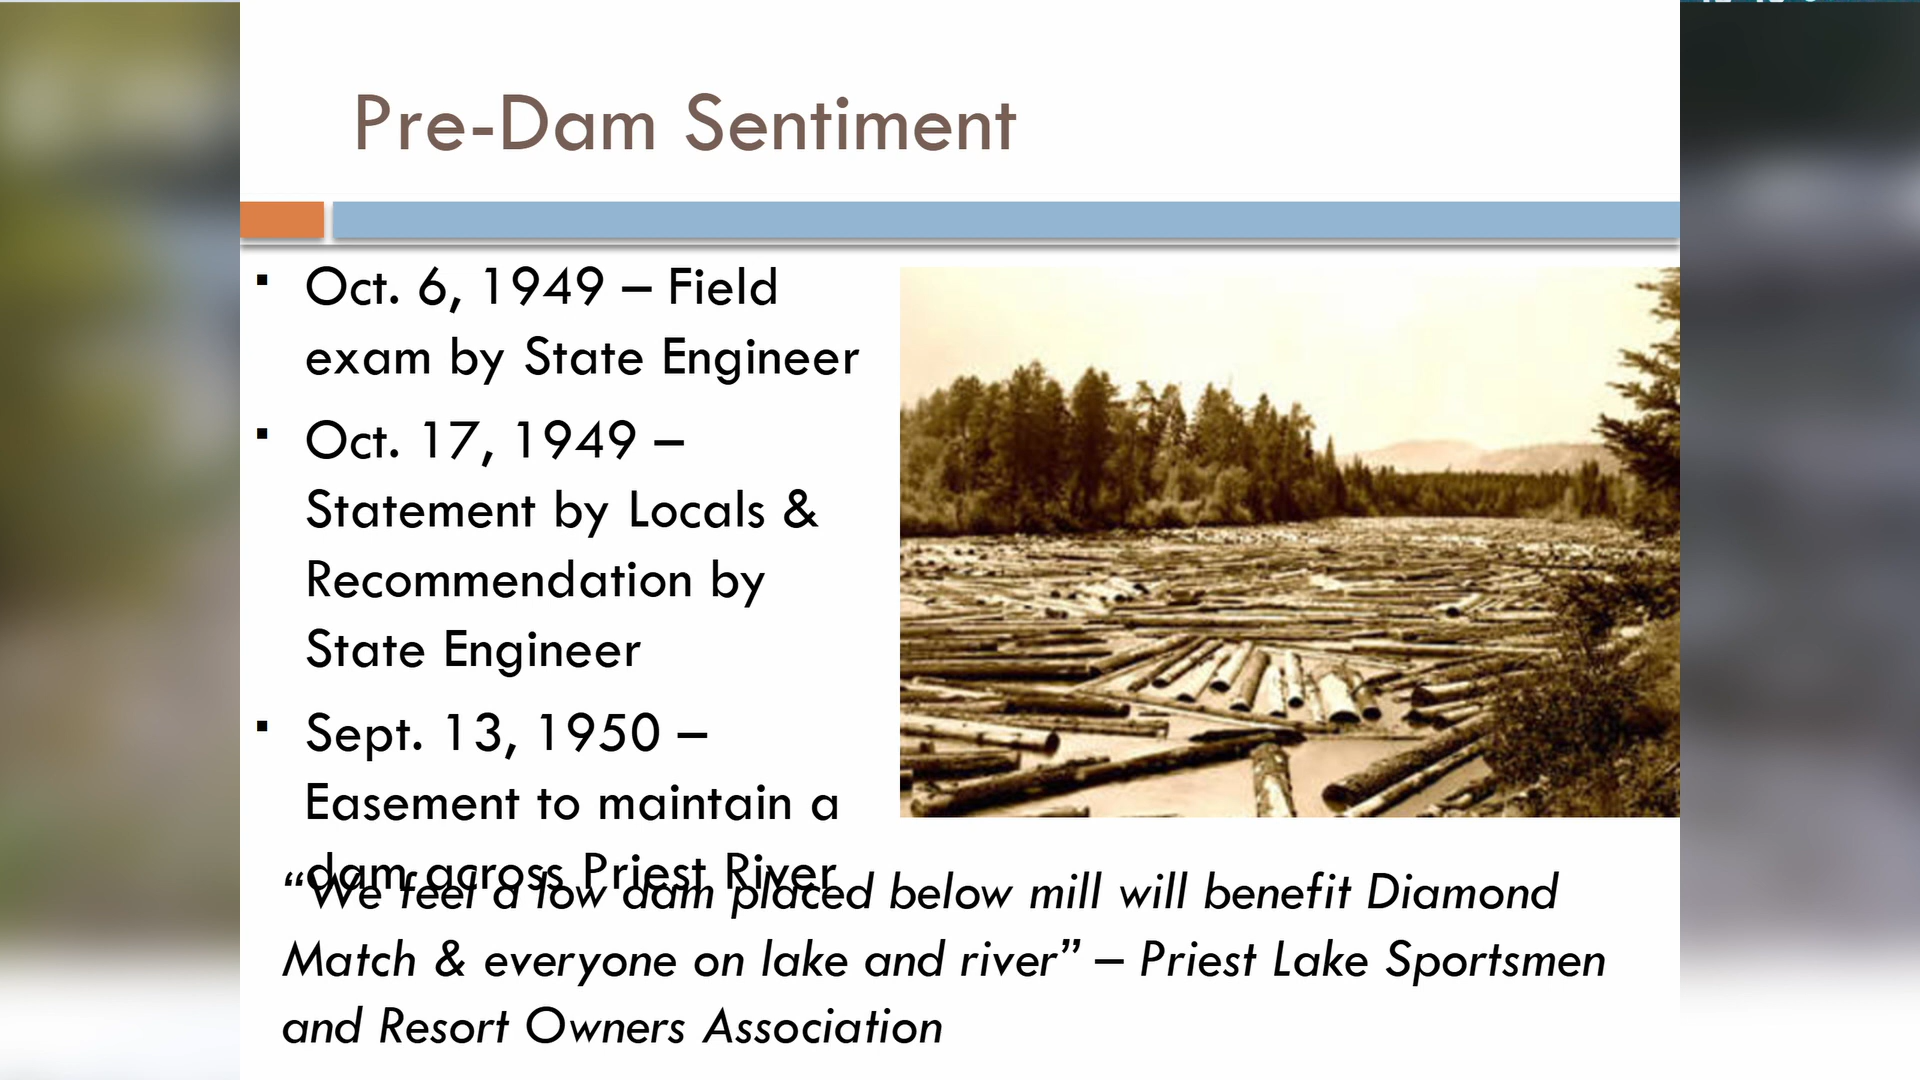 Pre-Dam Sentiment
▪ Oct. 6, 1949 – Field
exam by State Engineer
▪ Oct. 17, 1949 –
Statement by Locals &
Recommendation by
State Engineer
▪ Sept. 13, 1950 –
Easement to maintain a
dam across Priest River
“We feel a low dam placed below mill will benefit Diamond
Match & everyone on lake and river” – Priest Lake Sportsmen
and Resort Owners Association